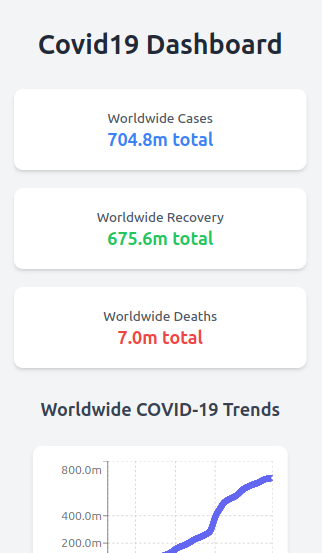 Covid19 Dashboard
Worldwide Cases
704.8m total
Worldwide Recovery
675.6m total
Worldwide Deaths
7.0m total
Worldwide COVID-19 Trends
800.0m
400.0m
200.0m